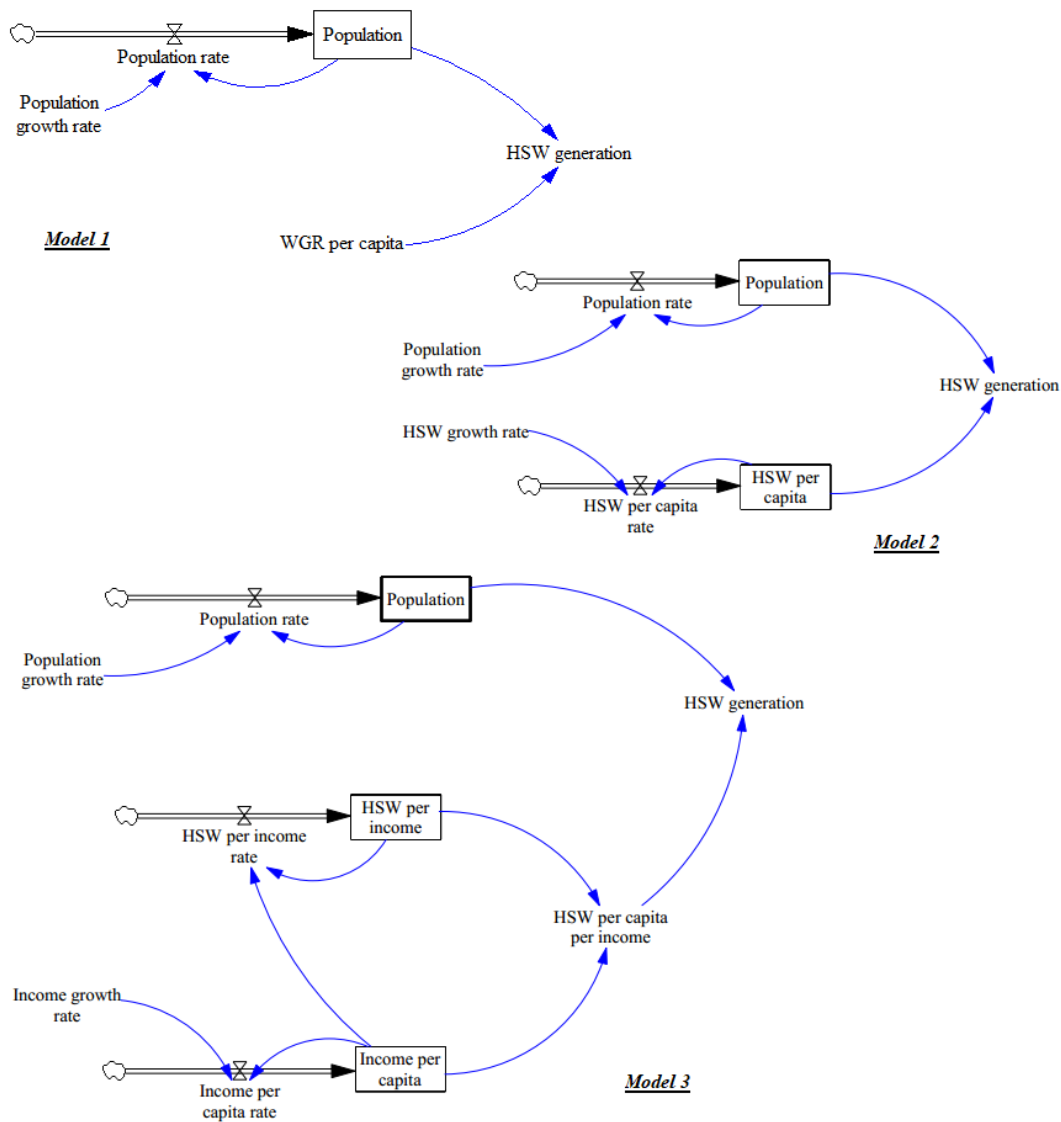 Population
Population rate
Population
growth rate
HSW generation
WGR per capita
Model 1
Population
Population rate
Population
growth rate
HSW generation
HSW growth rate
HSW per
capita
HSW per capita
rate
Model 2
Population
Population rate
Population
growth rate
HSW generation
HSW per
income
HSW per income
rate
HSW per capita
per income
Income growth
rate
Income per
capita
Income per
capita rate
Model 3